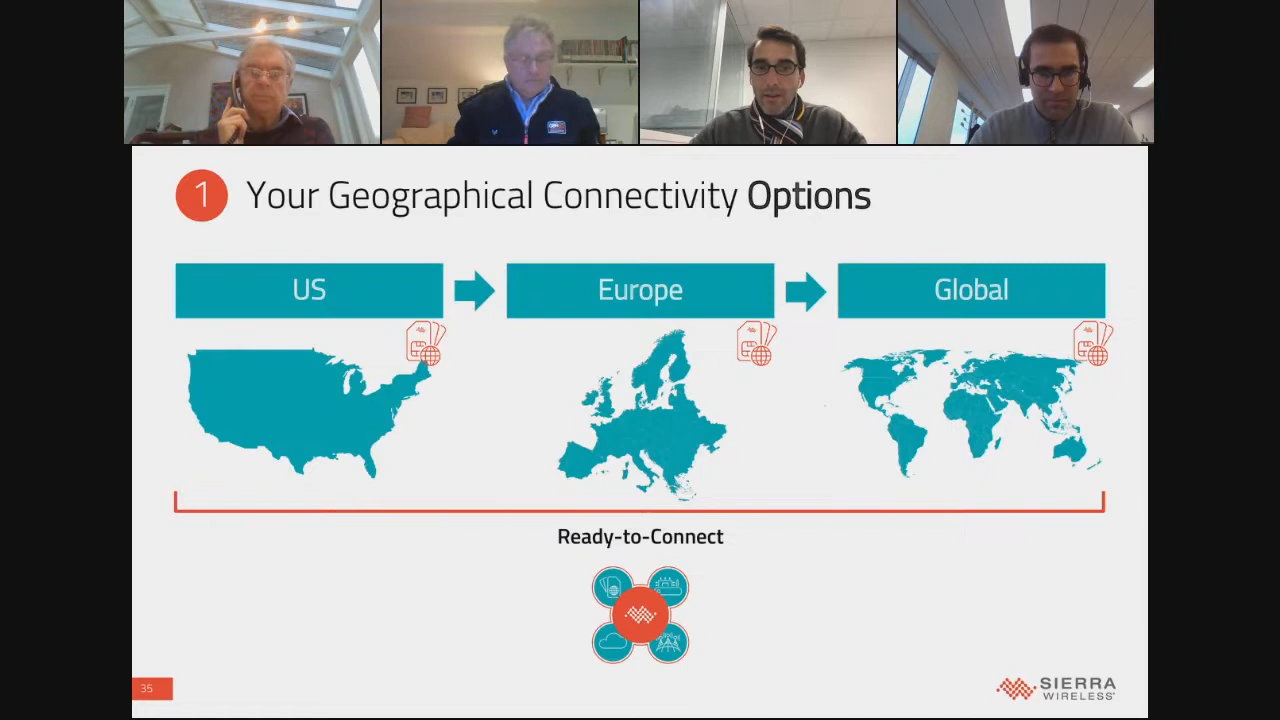 1 Your Geographical Connectivity Options
US
Europe
Global
Ready-to-Connect
35
SIERRA
WIRELESS